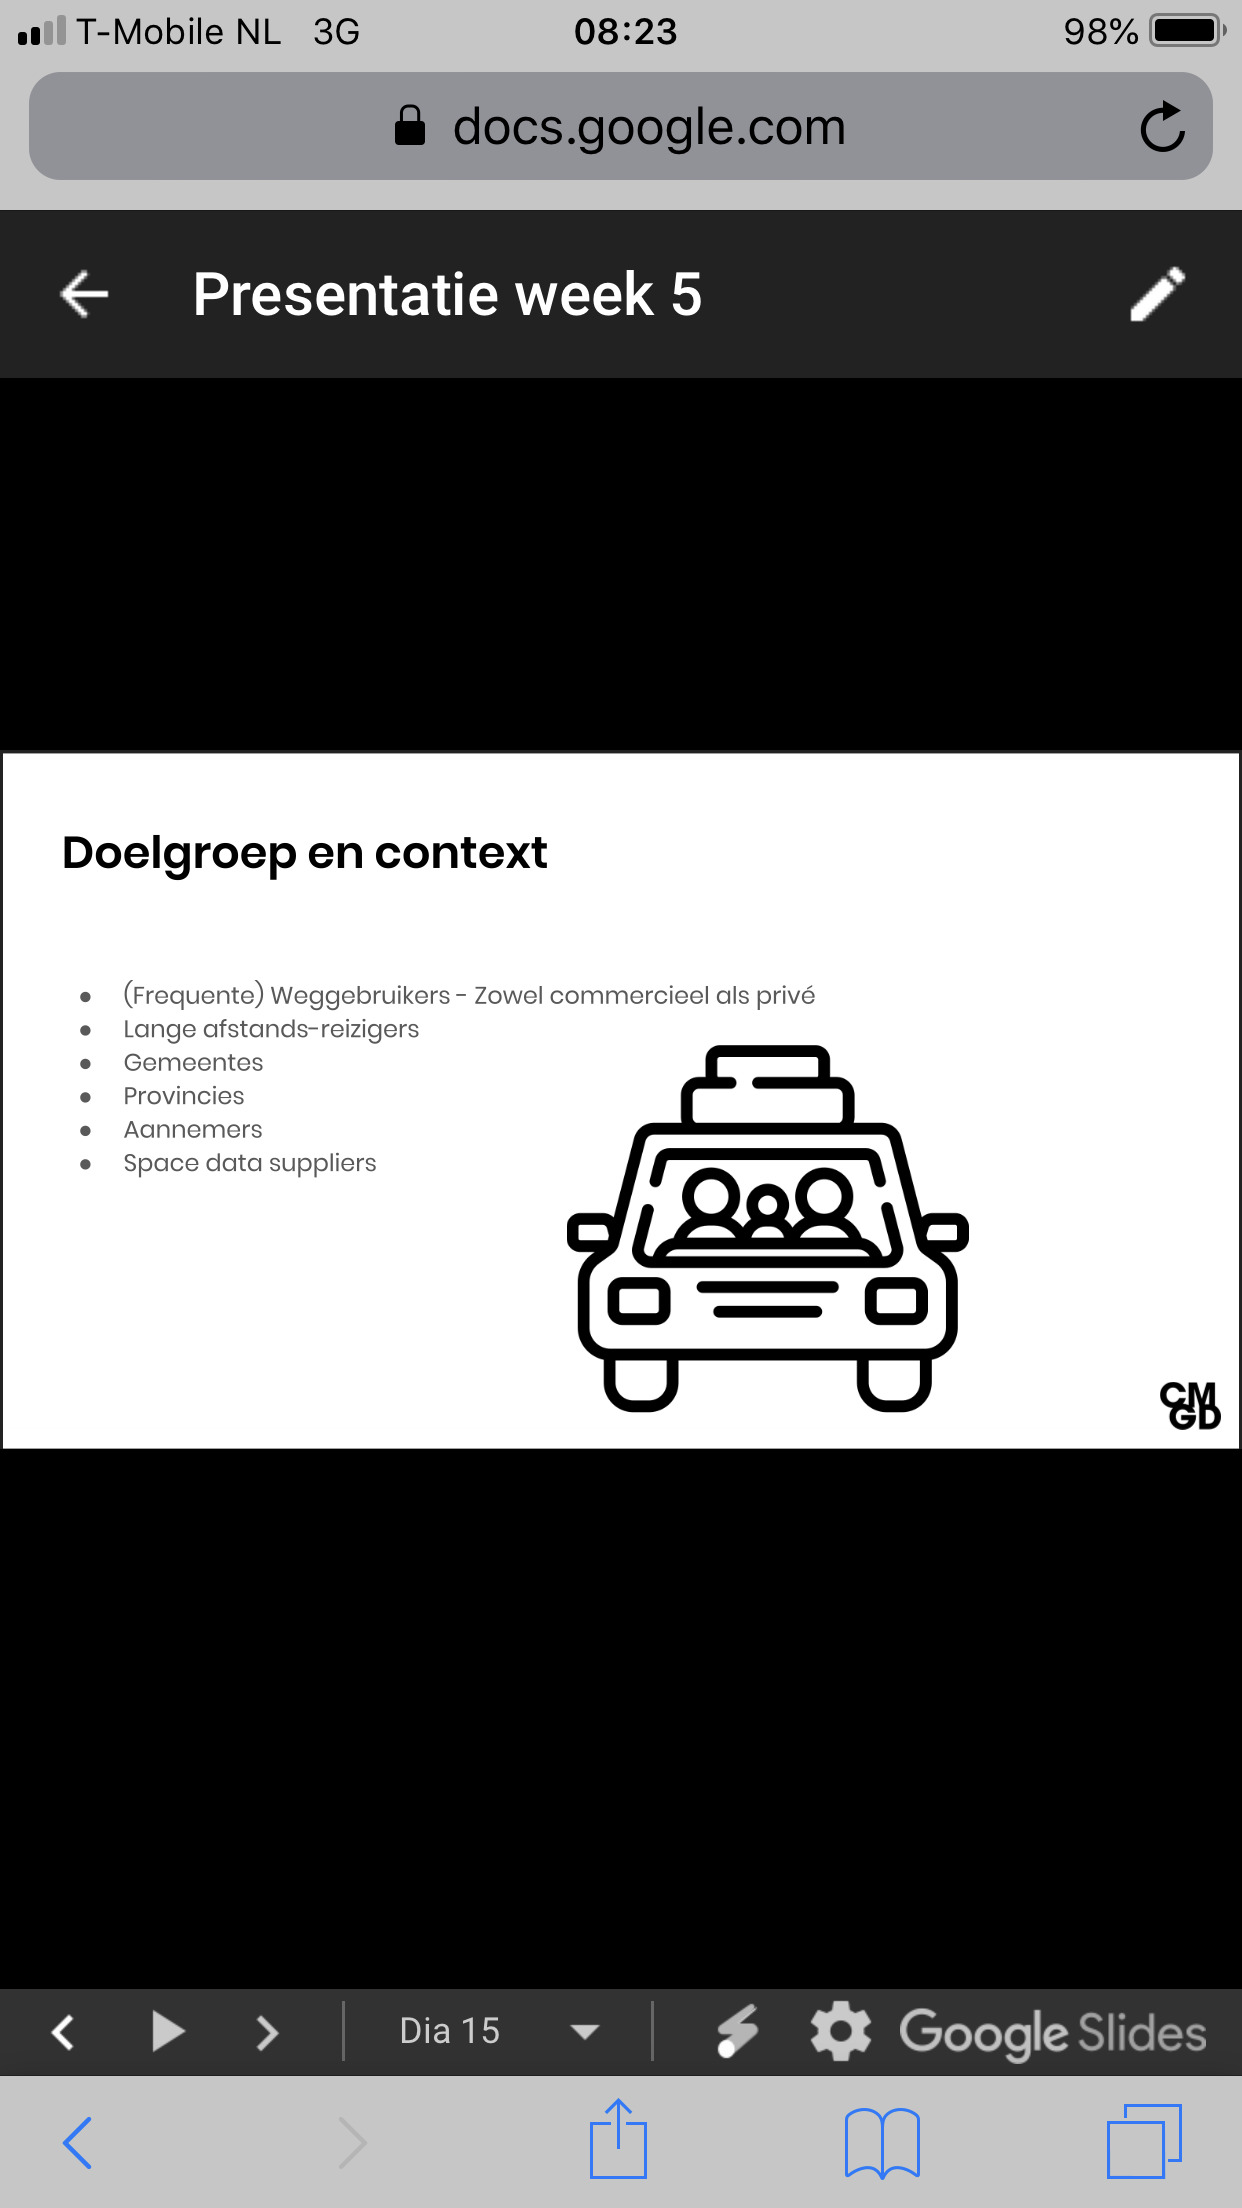 T-Mobile NL 3G 08:23 98%
docs.google.com
Presentatie week 5
Doelgroep en context
● (Frequente) Weggebruikers - Zowel commercieel als privé
● Lange afstands-reizigers
● Gemeentes
● Provincies
● Aannemers
● Space data suppliers
CM
GD
Dia 15 Google Slides